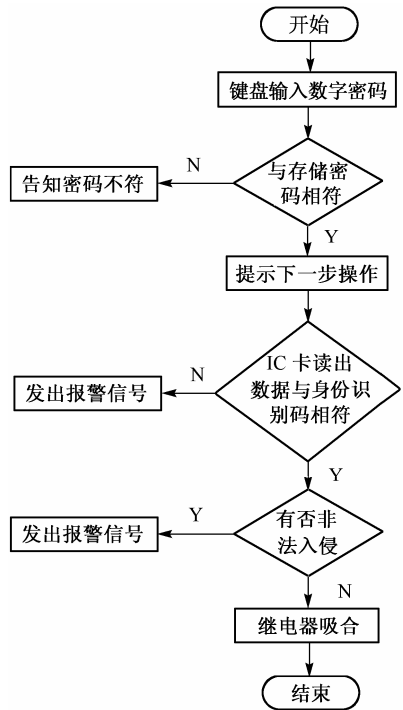 开始
键盘输入数字密码
与存储密
码相符
N
告知密码不符
Y
提示下一步操作
IC 卡读出
数据与身份识
别码相符
N
发出报警信号
Y
有否非
法入侵
Y
发出报警信号
N
继电器吸合
结束